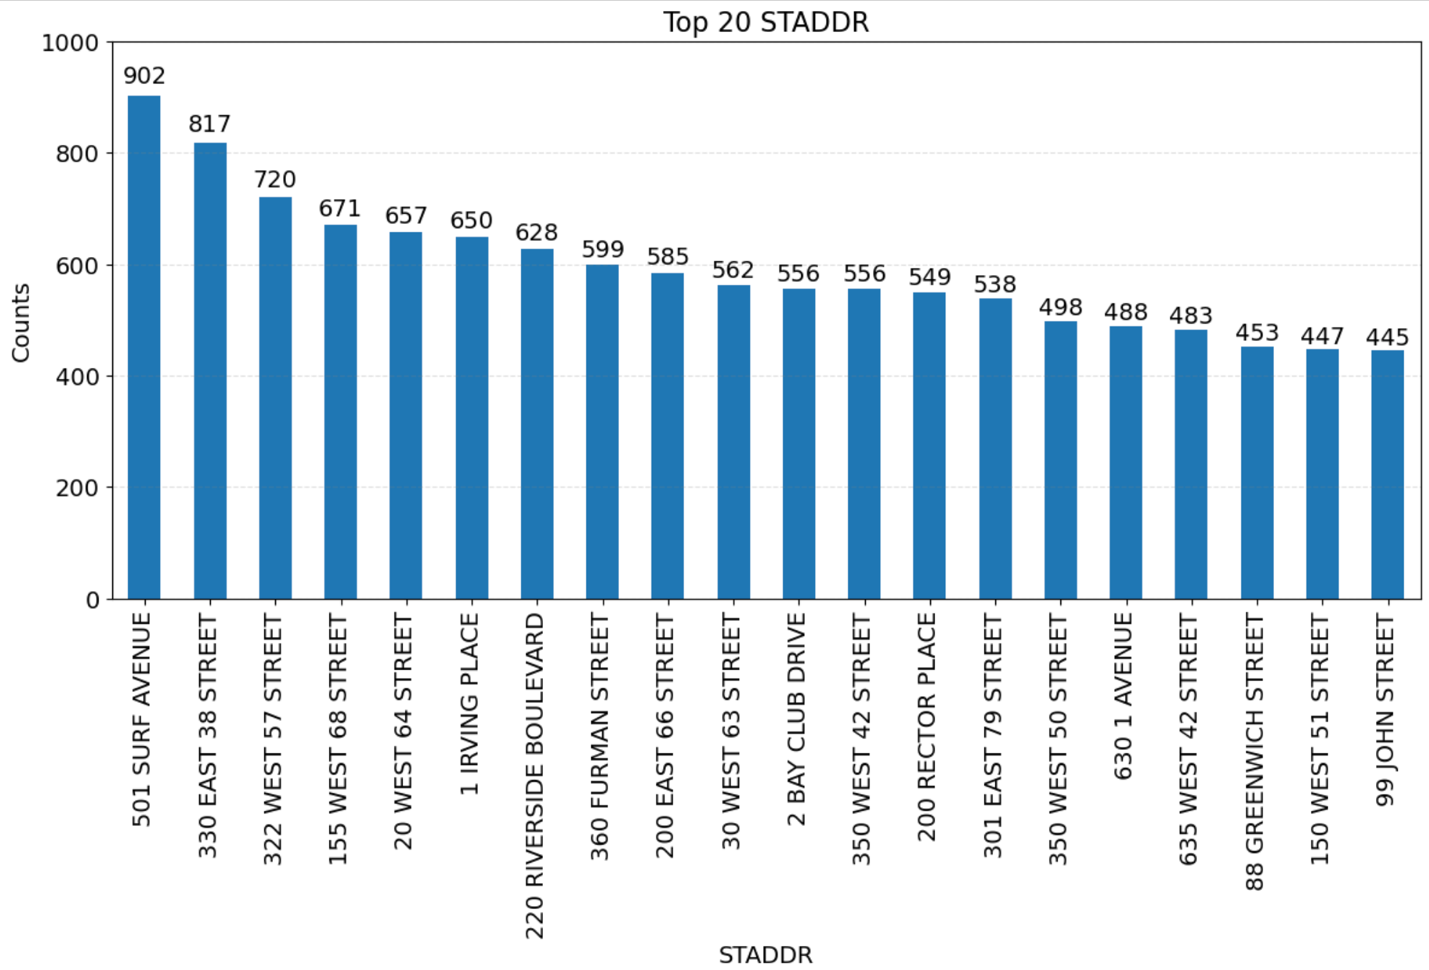 Top 20 STADDR
Counts
1000
800
600
400
200
0
902
817
720
671
657
650
628
599
585
562
556
556
549
538
498
488
483
453
447
445
501 SURF AVENUE
330 EAST 38 STREET
322 WEST 57 STREET
155 WEST 68 STREET
20 WEST 64 STREET
1 IRVING PLACE
220 RIVERSIDE BOULEVARD
360 FURMAN STREET
200 EAST 66 STREET
30 WEST 63 STREET
2 BAY CLUB DRIVE
350 WEST 42 STREET
200 RECTOR PLACE
301 EAST 79 STREET
350 WEST 50 STREET
630 1 AVENUE
635 WEST 42 STREET
88 GREENWICH STREET
150 WEST 51 STREET
99 JOHN STREET
STADDR